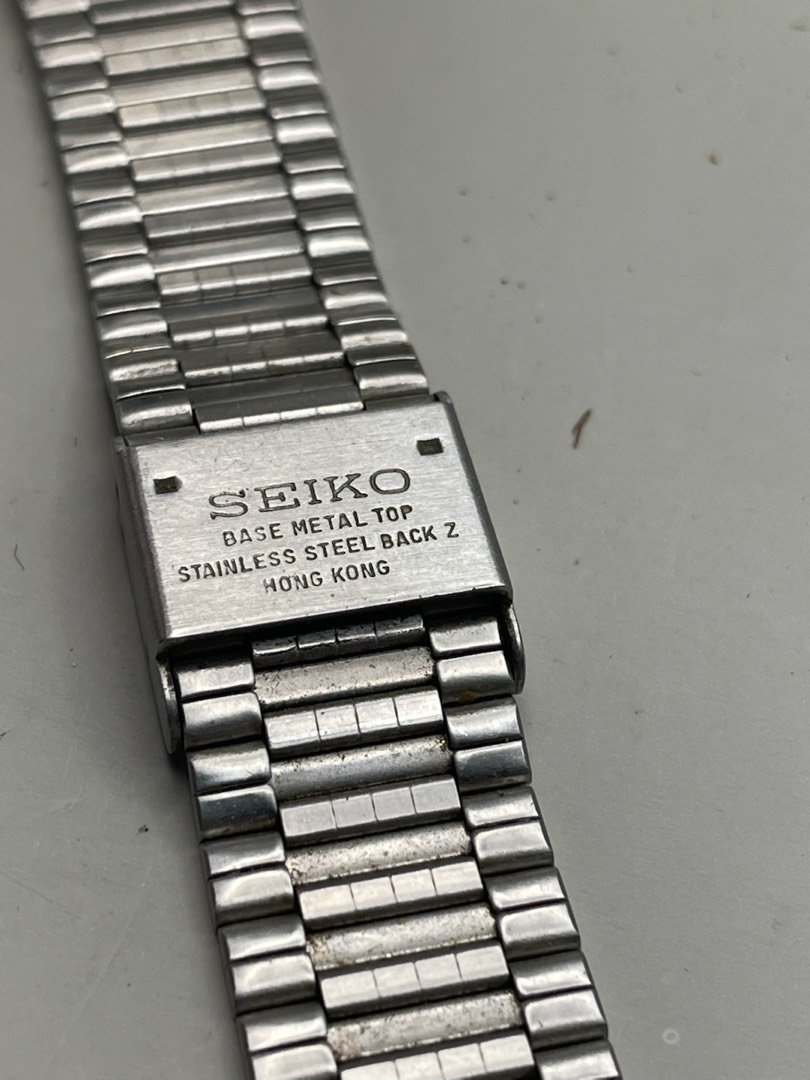 SEIKO
BASE METAL TOP
STAINLESS STEEL BACK Z
HONG KONG